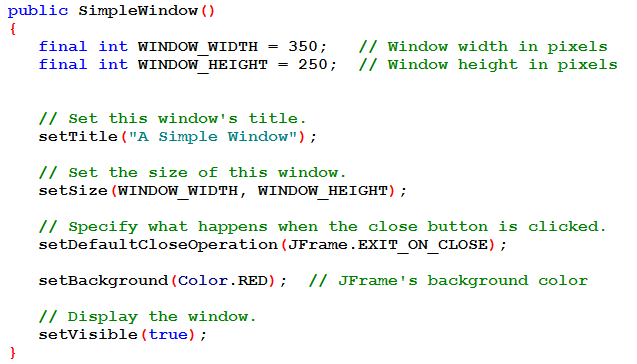 public SimpleWindow()
{
   final int WINDOW_WIDTH = 350;   // Window width in pixels
   final int WINDOW_HEIGHT = 250;  // Window height in pixels
   // Set this window's title.
   setTitle("A Simple Window");
   // Set the size of this window.
   setSize(WINDOW_WIDTH, WINDOW_HEIGHT);
   // Specify what happens when the close button is clicked.
   setDefaultCloseOperation(JFrame.EXIT_ON_CLOSE);
   setBackground(Color.RED);  // JFrame's background color
   // Display the window.
   setVisible(true);
}